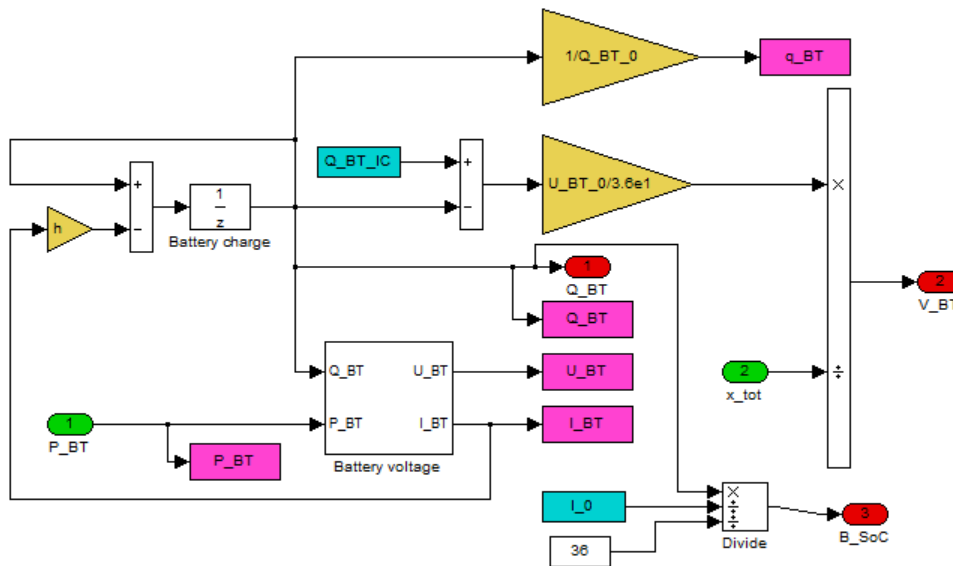 1/Q_BT_0
q_BT
Q_BT_IC
+
−
U_BT_0/3.6e1
×
+
−
1
z
Battery charge
h
1
Q_BT
2
V_BT
Q_BT
Q_BT
U_BT
U_BT
2
x_tot
÷
1
P_BT
P_BT
I_BT
I_BT
P_BT
Battery voltage
I_0
×
÷
÷
36
Divide
3
B_SoC